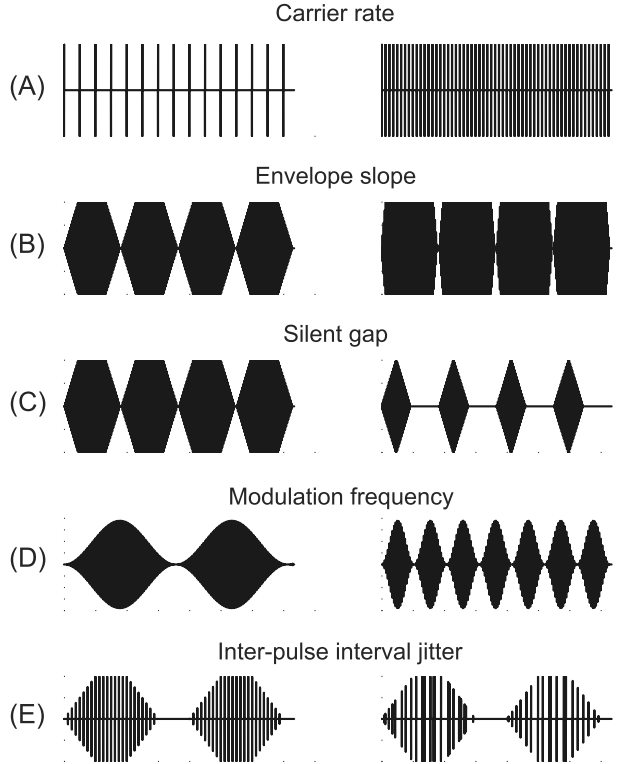 Carrier rate
(A)
Envelope slope
(B)
Silent gap
(C)
Modulation frequency
(D)
Inter-pulse interval jitter
(E)